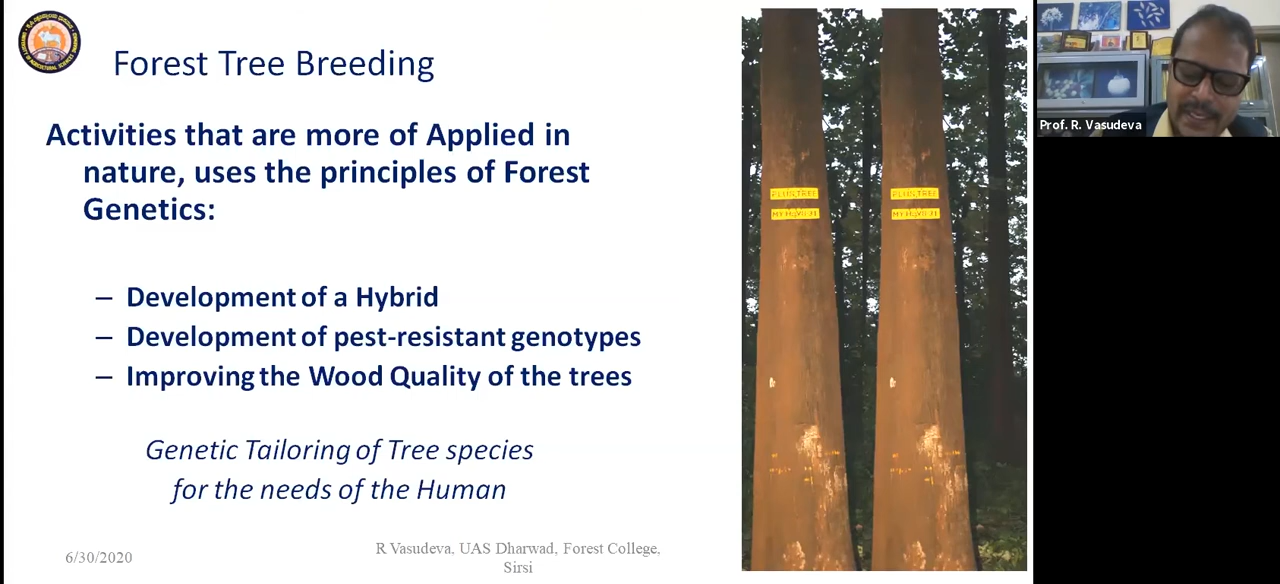 Forest Tree Breeding
Activities that are more of Applied in
nature, uses the principles of Forest
Genetics:
– Development of a Hybrid
– Development of pest-resistant genotypes
– Improving the Wood Quality of the trees
Genetic Tailoring of Tree species
for the needs of the Human
6/30/2020
R Vasudeva, UAS Dharwad, Forest College,
Sirsi
PLUS TREE
PLUS TREE
Prof. R. Vasudeva